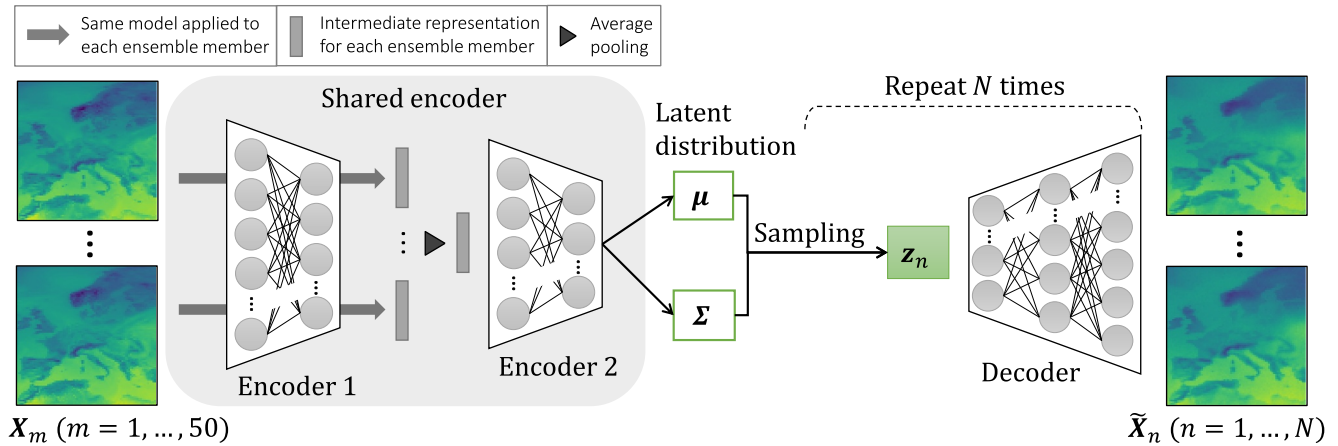 Same model applied to
each ensemble member
Intermediate representation
for each ensemble member
Average
pooling
Shared encoder
Encoder 1
Encoder 2
Latent
distribution
μ
Σ
Sampling
Repeat N times
z_n
Decoder
X_m (m = 1, ..., 50)
X̃_n (n = 1, ..., N)